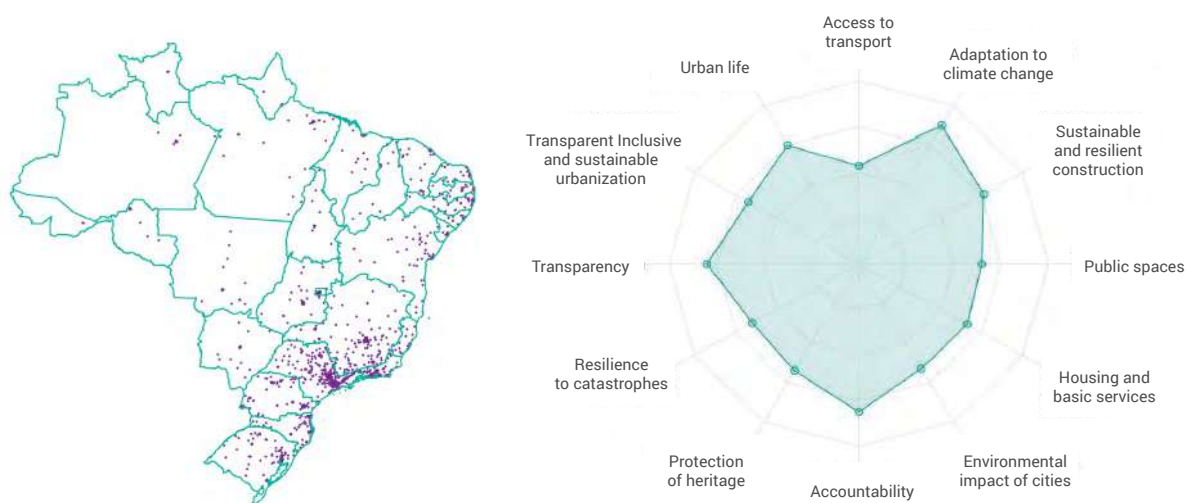 Access to
transport
Adaptation to
climate change
Sustainable
and resilient
construction
Public spaces
Housing and
basic services
Environmental
impact of cities
Accountability
Protection
of heritage
Resilience
to catastrophes
Transparency
Transparent Inclusive
and sustainable
urbanization
Urban life